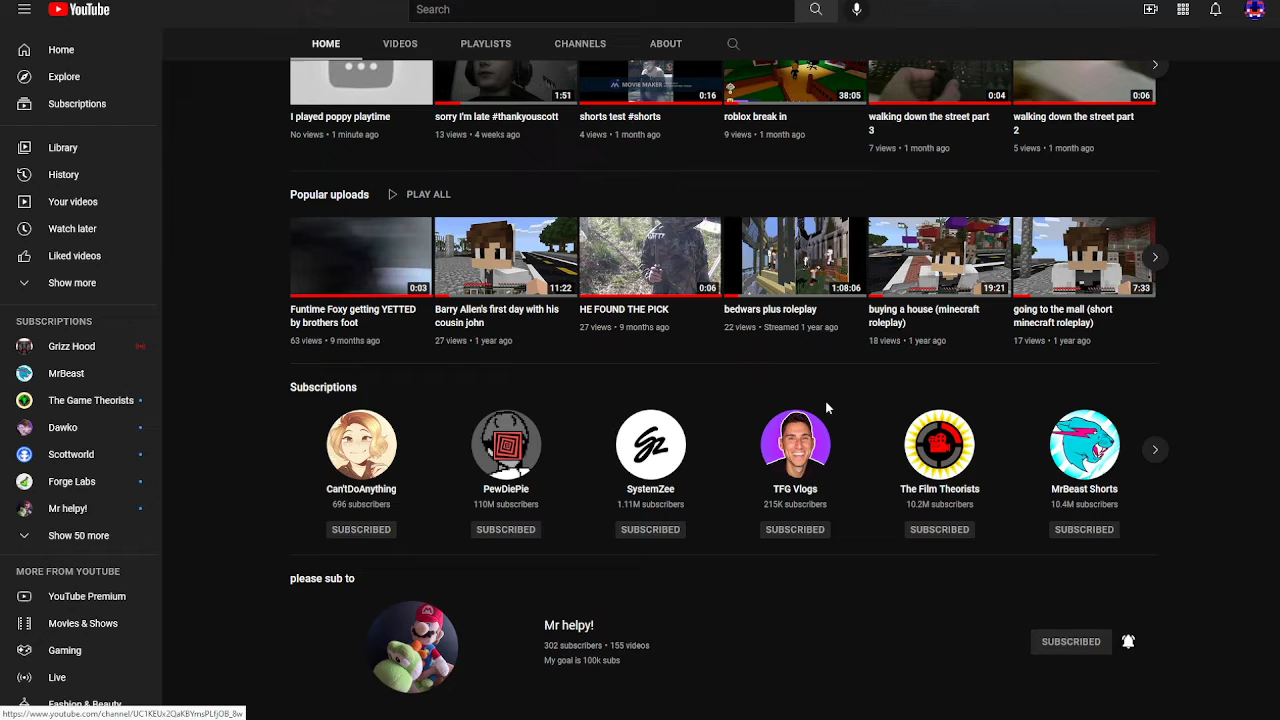 YouTube
Search
HOME VIDEOS PLAYLISTS CHANNELS ABOUT
Home
Explore
Subscriptions
Library
History
Your videos
Watch later
Liked videos
Show more
SUBSCRIPTIONS
Grizz Hood
MrBeast
The Game Theorists
Dawko
Scottworld
Forge Labs
Mr helpy!
Show 50 more
MORE FROM YOUTUBE
YouTube Premium
Movies & Shows
Gaming
Live
Fashion & Beauty
1:51 MOVIE MAKER 0:16 38:05 0:04 0:06
I played poppy playtime
No views • 1 minute ago
sorry I'm late #thankyouscott
13 views • 4 weeks ago
shorts test #shorts
4 views • 1 month ago
roblox break in
9 views • 1 month ago
walking down the street part
3
7 views • 1 month ago
walking down the street part
2
5 views • 1 month ago
Popular uploads PLAY ALL
0:03 11:22 0:06 1:08:06 19:21 7:33
Funtime Foxy getting YETTED
by brothers foot
63 views • 9 months ago
Barry Allen's first day with his
cousin john
27 views • 1 year ago
HE FOUND THE PICK
27 views • 9 months ago
bedwars plus roleplay
22 views • Streamed 1 year ago
buying a house (minecraft
roleplay)
18 views • 1 year ago
going to the mall (short
minecraft roleplay)
17 views • 1 year ago
Subscriptions
Can'tDoAnything
696 subscribers
SUBSCRIBED
PewDiePie
110M subscribers
SUBSCRIBED
SystemZee
1.11M subscribers
SUBSCRIBED
TFG Vlogs
215K subscribers
SUBSCRIBED
The Film Theorists
10.2M subscribers
SUBSCRIBED
MrBeast Shorts
10.4M subscribers
SUBSCRIBED
please sub to
Mr helpy!
302 subscribers • 155 videos
My goal is 100k subs
SUBSCRIBED
https://www.youtube.com/channel/UC1KEUx2QaKBYmsPLfjOB_8w